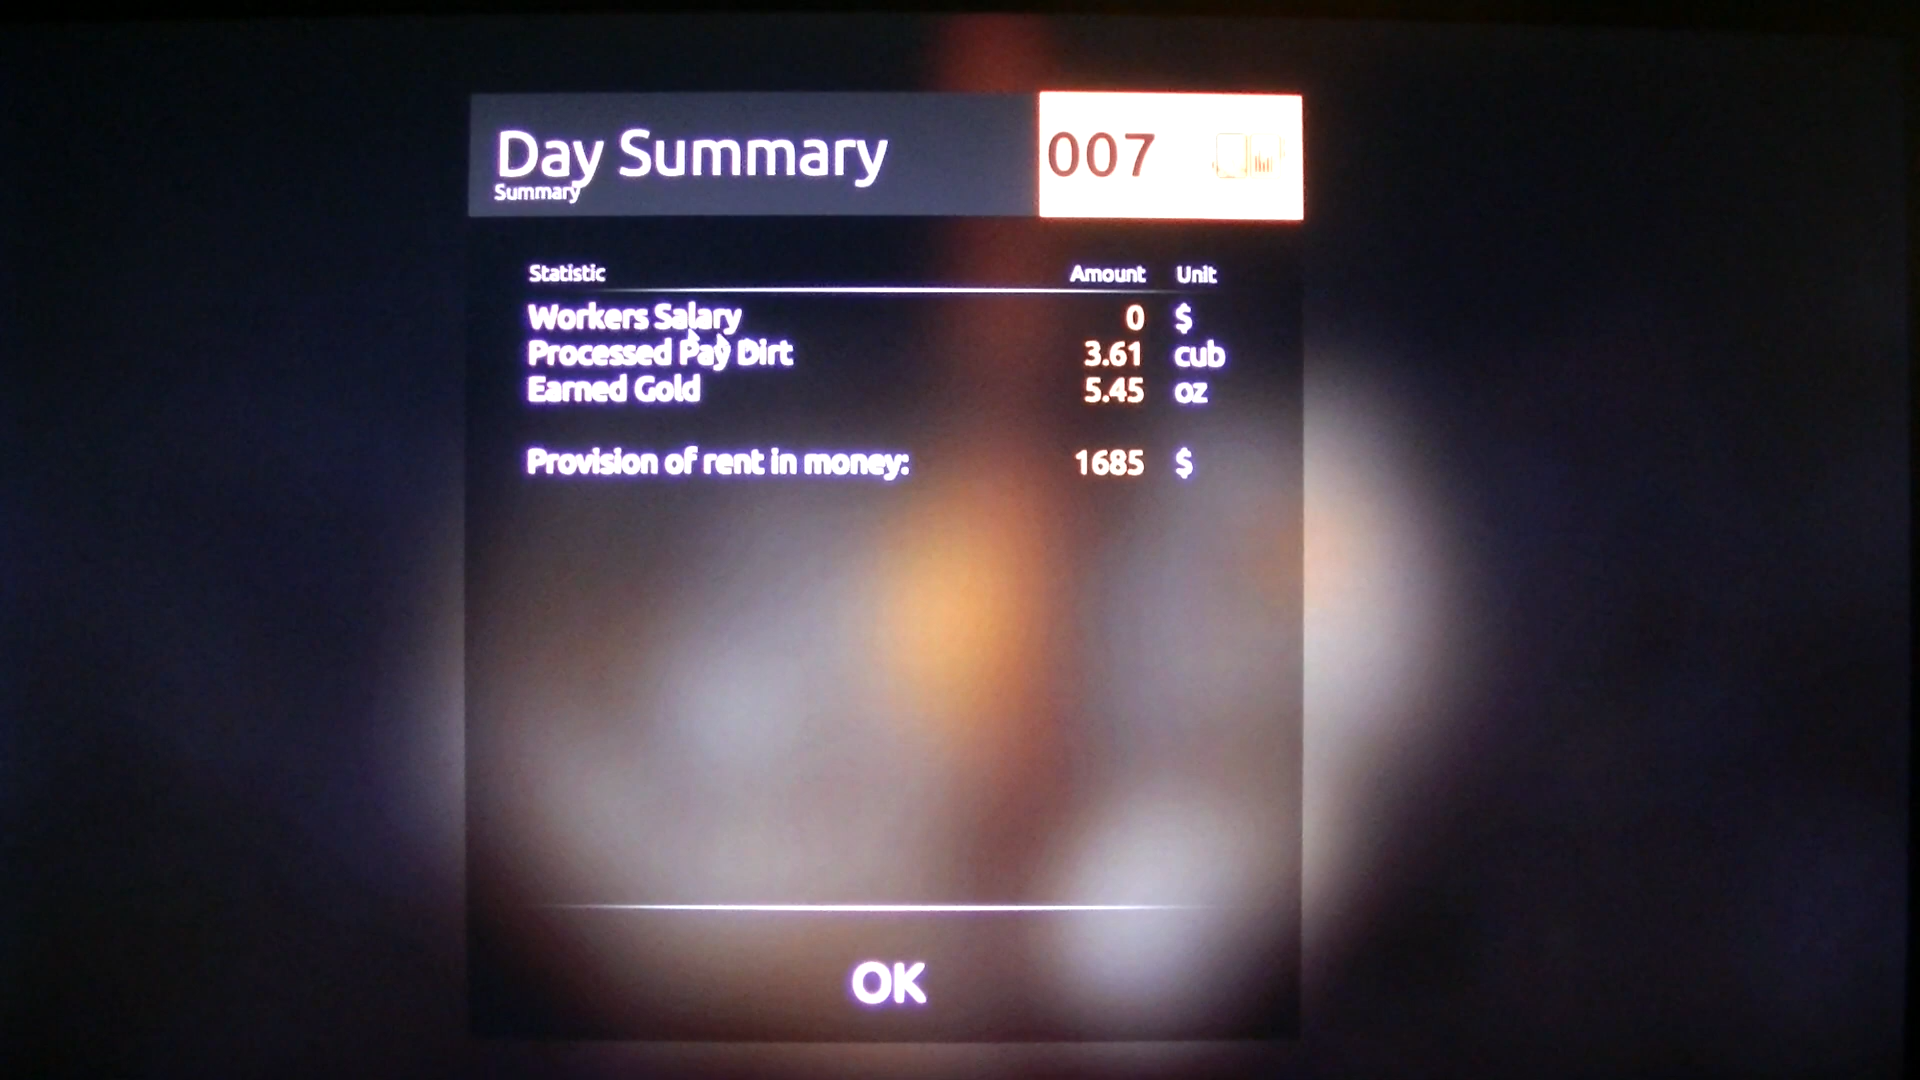 Day Summary
Summary
007
Statistic Amount Unit
Workers Salary 0 $
Processed Pay Dirt 3.61 cub
Earned Gold 5.45 oz
Provision of rent in money: 1685 $
OK